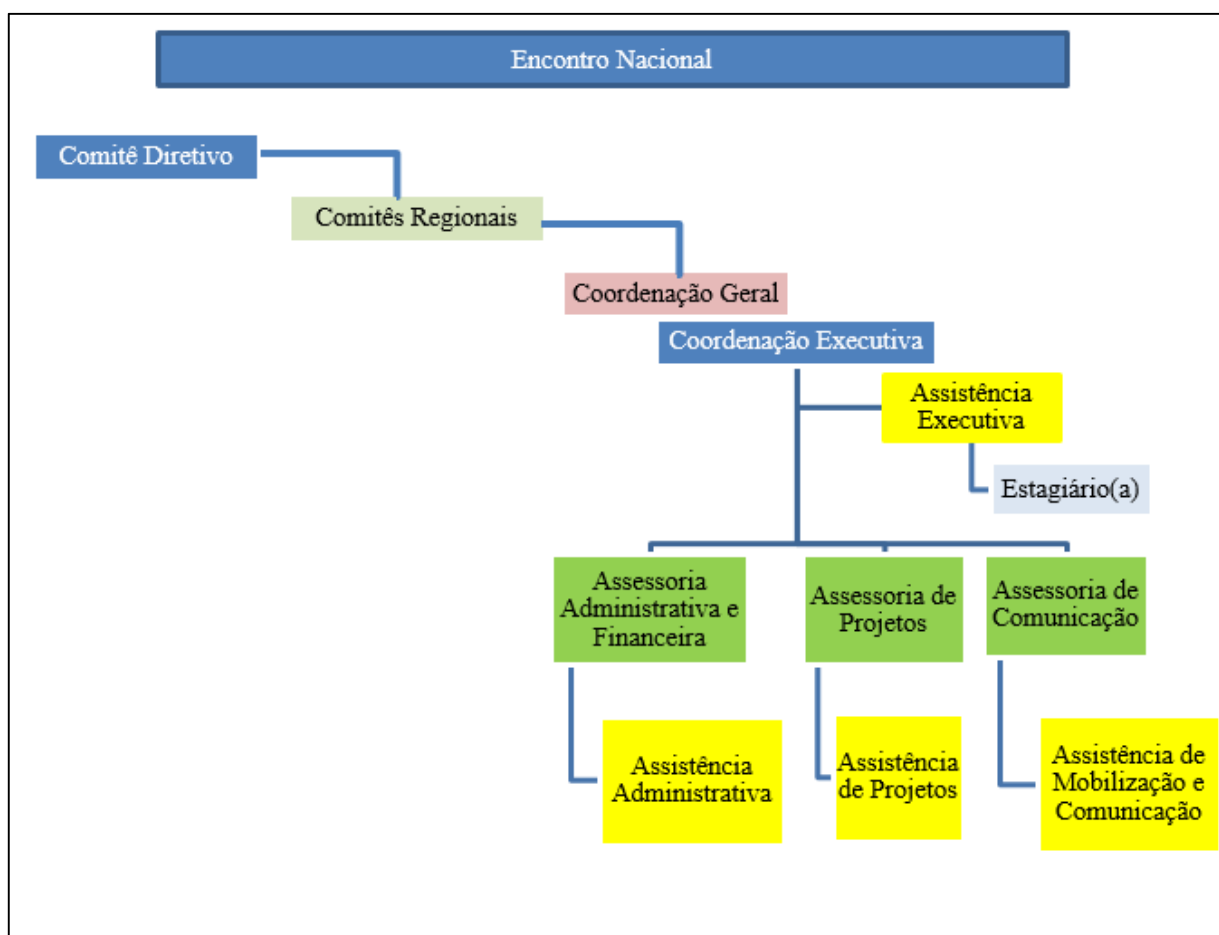 Encontro Nacional
Comitê Diretivo
Comitês Regionais
Coordenação Geral
Coordenação Executiva
Assistência
Executiva
Estagiário(a)
Assessoria
Administrativa e
Financeira
Assessoria de
Projetos
Assessoria de
Comunicação
Assistência
Administrativa
Assistência
de Projetos
Assistência de
Mobilização e
Comunicação